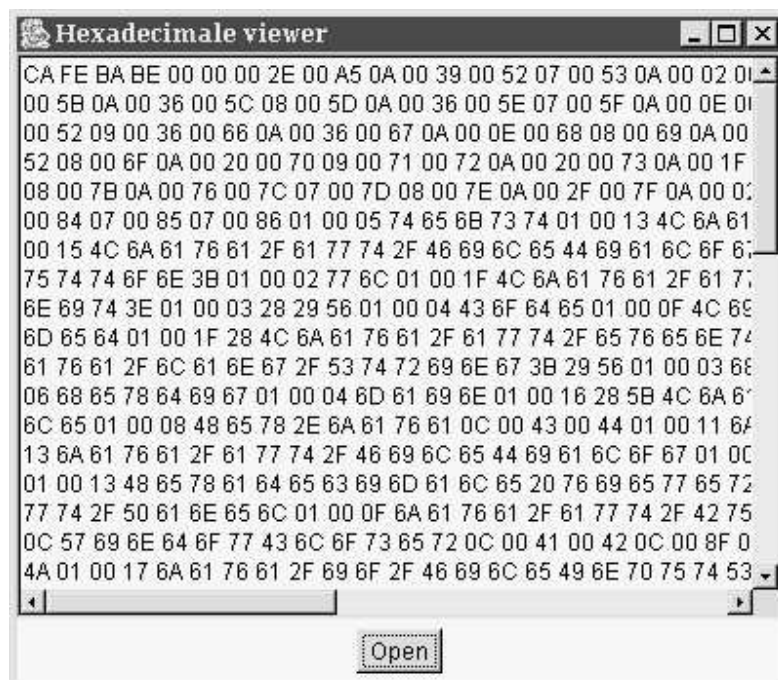 Hexadecimale viewer
CA FE BA BE 00 00 00 2E 00 A5 0A 00 39 00 52 07 00 53 0A 00 02
00 5B 0A 00 36 00 5C 08 00 5D 0A 00 36 00 5E 07 00 5F 0A 00 0E
00 52 09 00 36 00 66 0A 00 36 00 67 0A 00 0E 00 68 08 00 69 0A 00
52 08 00 6F 0A 00 20 00 70 09 00 71 00 72 0A 00 20 00 73 0A 00 1F
08 00 7B 0A 00 76 00 7C 07 00 7D 08 00 7E 0A 00 2F 00 7F 0A 00
00 84 07 00 85 07 00 86 01 00 05 74 65 6B 73 74 01 00 13 4C 6A 61
00 15 4C 6A 61 76 61 2F 61 77 74 2F 46 69 6C 65 44 69 61 6C 6F
75 74 74 6F 6E 3B 01 00 02 77 6C 01 00 1F 4C 6A 61 76 61 2F 61
6E 69 74 3E 01 00 03 28 29 56 01 00 04 43 6F 64 65 01 00 0F 4C 69
6D 65 64 01 00 1F 28 4C 6A 61 76 61 2F 61 77 74 2F 65 76 65 6E
61 76 61 2F 6C 61 6E 67 2F 53 74 72 69 6E 67 3B 29 56 01 00 03
06 68 65 78 64 69 67 01 00 04 6D 61 69 6E 01 00 16 28 5B 4C 6A
6C 65 01 00 08 48 65 78 2E 6A 61 76 61 0C 00 43 00 44 01 00 11
13 6A 61 76 61 2F 61 77 74 2F 46 69 6C 65 44 69 61 6C 6F 67 01
01 00 13 48 65 78 61 64 65 63 69 6D 61 6C 65 20 76 69 65 77 65 72
77 74 2F 50 61 6E 65 6C 01 00 0F 6A 61 76 61 2F 61 77 74 2F 42 75
0C 57 69 6E 64 6F 77 43 6C 6F 73 65 72 0C 00 41 00 42 0C 00 8F
4A 01 00 17 6A 61 76 61 2F 69 6F 2F 46 69 6C 65 49 6E 70 75 74 53
Open